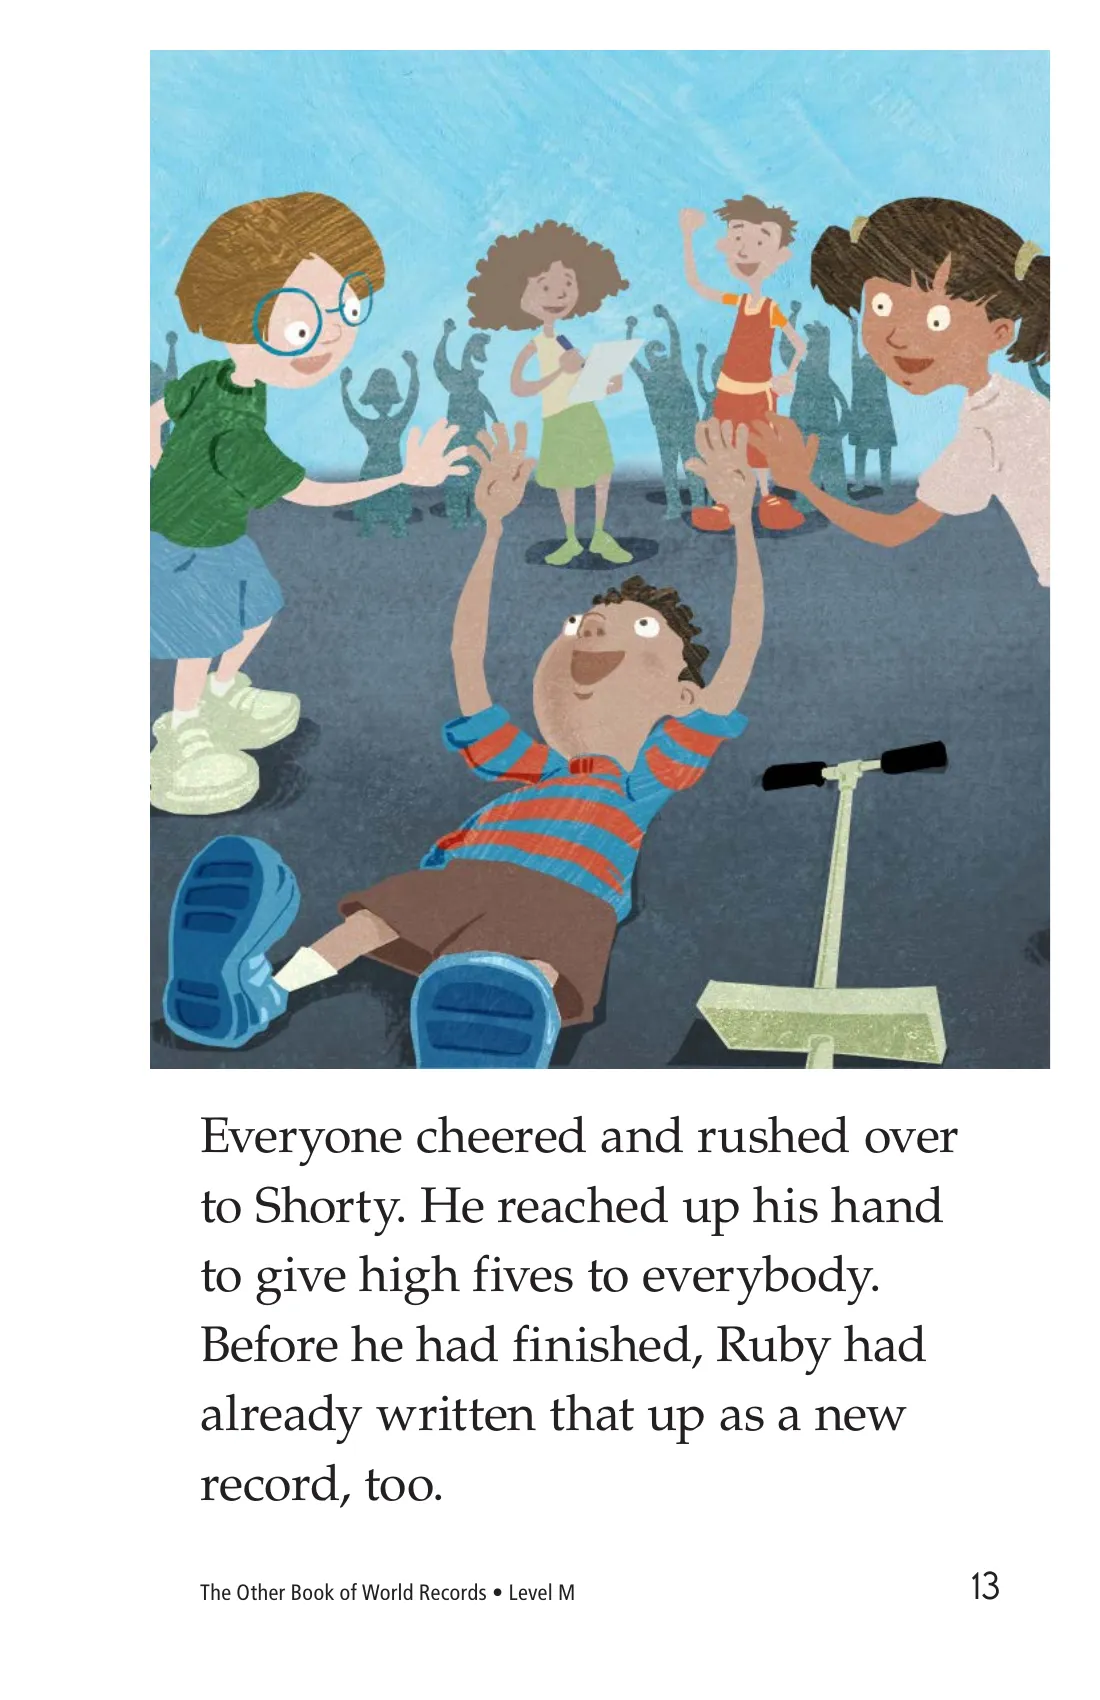 Everyone cheered and rushed over
to Shorty. He reached up his hand
to give high fives to everybody.
Before he had finished, Ruby had
already written that up as a new
record, too.
The Other Book of World Records • Level M
13